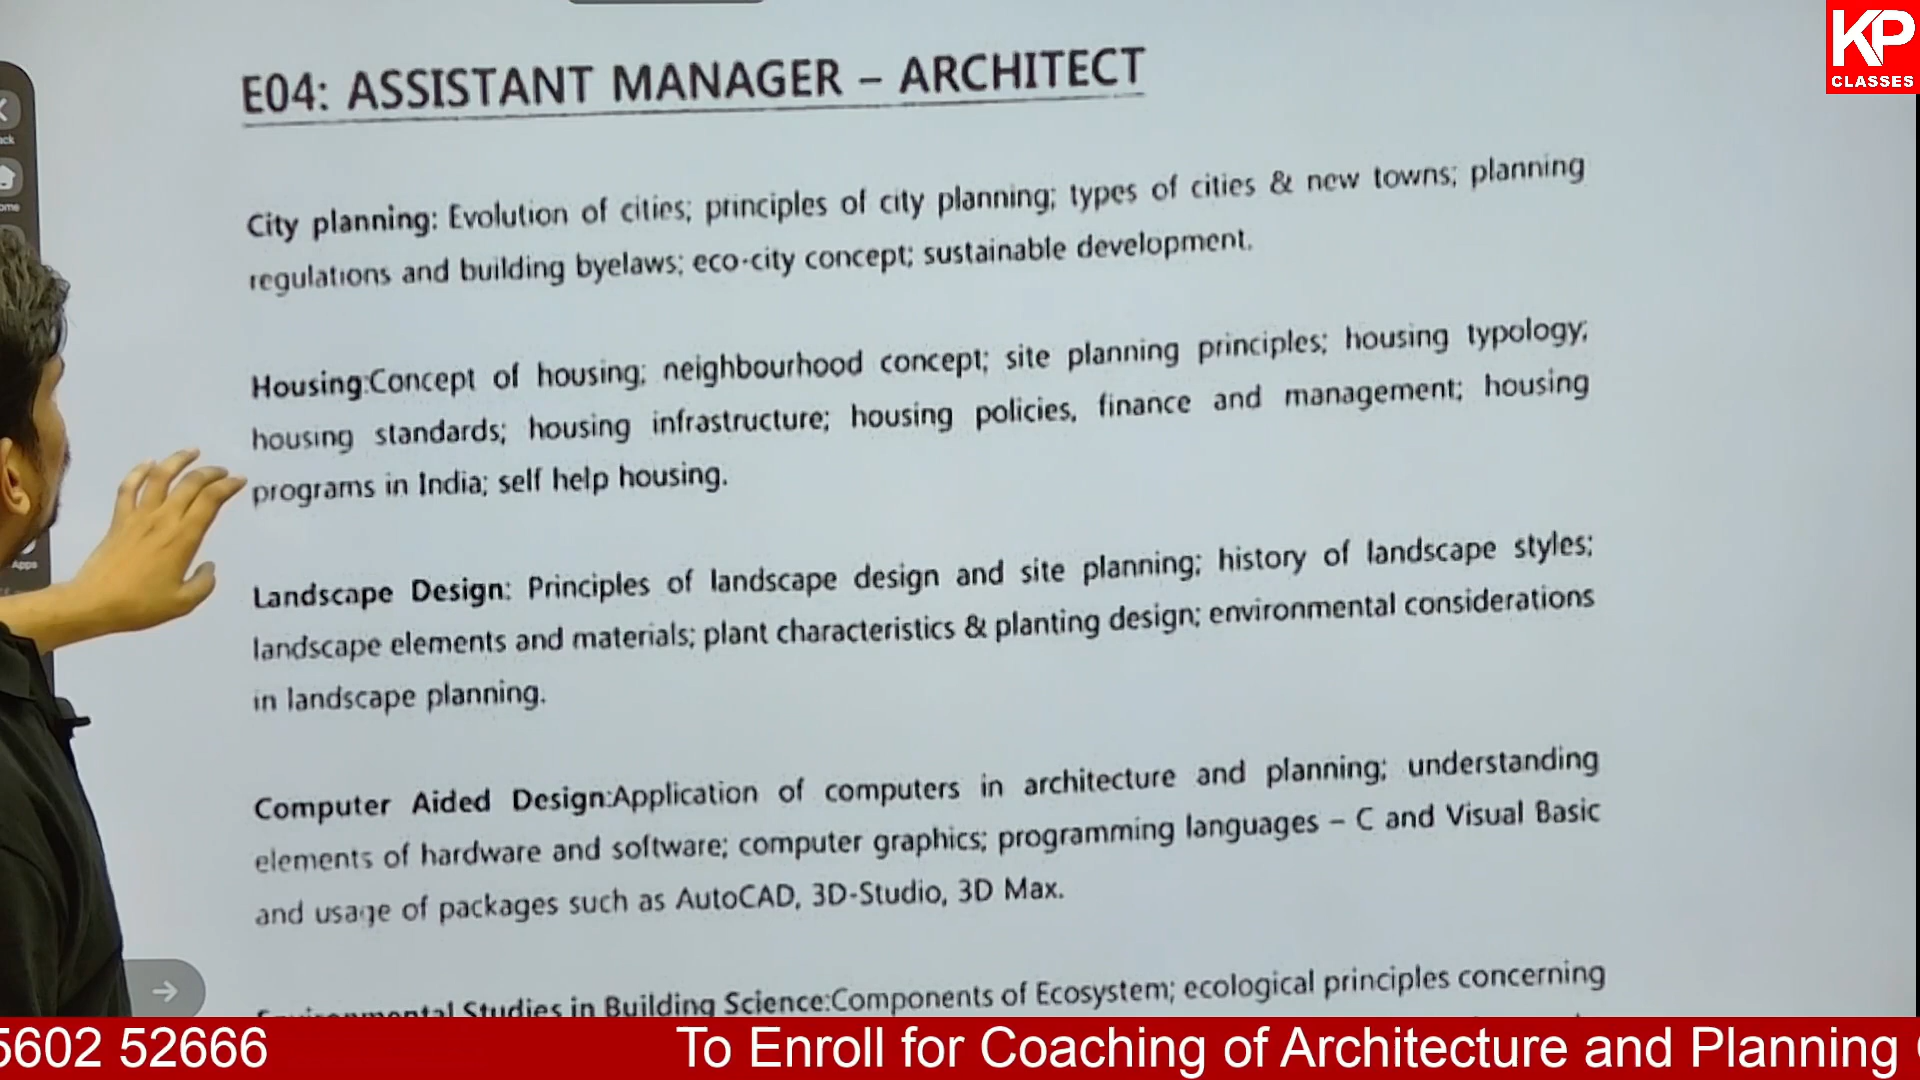 KP
CLASSES
E04: ASSISTANT MANAGER – ARCHITECT
City planning: Evolution of cities; principles of city planning; types of cities & new towns; planning
regulations and building byelaws; eco-city concept; sustainable development.
Housing:Concept of housing; neighbourhood concept; site planning principles; housing typology;
housing standards; housing infrastructure; housing policies, finance and management; housing
programs in India; self help housing.
Landscape Design: Principles of landscape design and site planning; history of landscape styles;
landscape elements and materials; plant characteristics & planting design; environmental considerations
in landscape planning.
Computer Aided Design:Application of computers in architecture and planning; understanding
elements of hardware and software; computer graphics; programming languages – C and Visual Basic
and usage of packages such as AutoCAD, 3D-Studio, 3D Max.
Environmental Studies in Building Science:Components of Ecosystem; ecological principles concerning
Apps
5602 52666 To Enroll for Coaching of Architecture and Planning